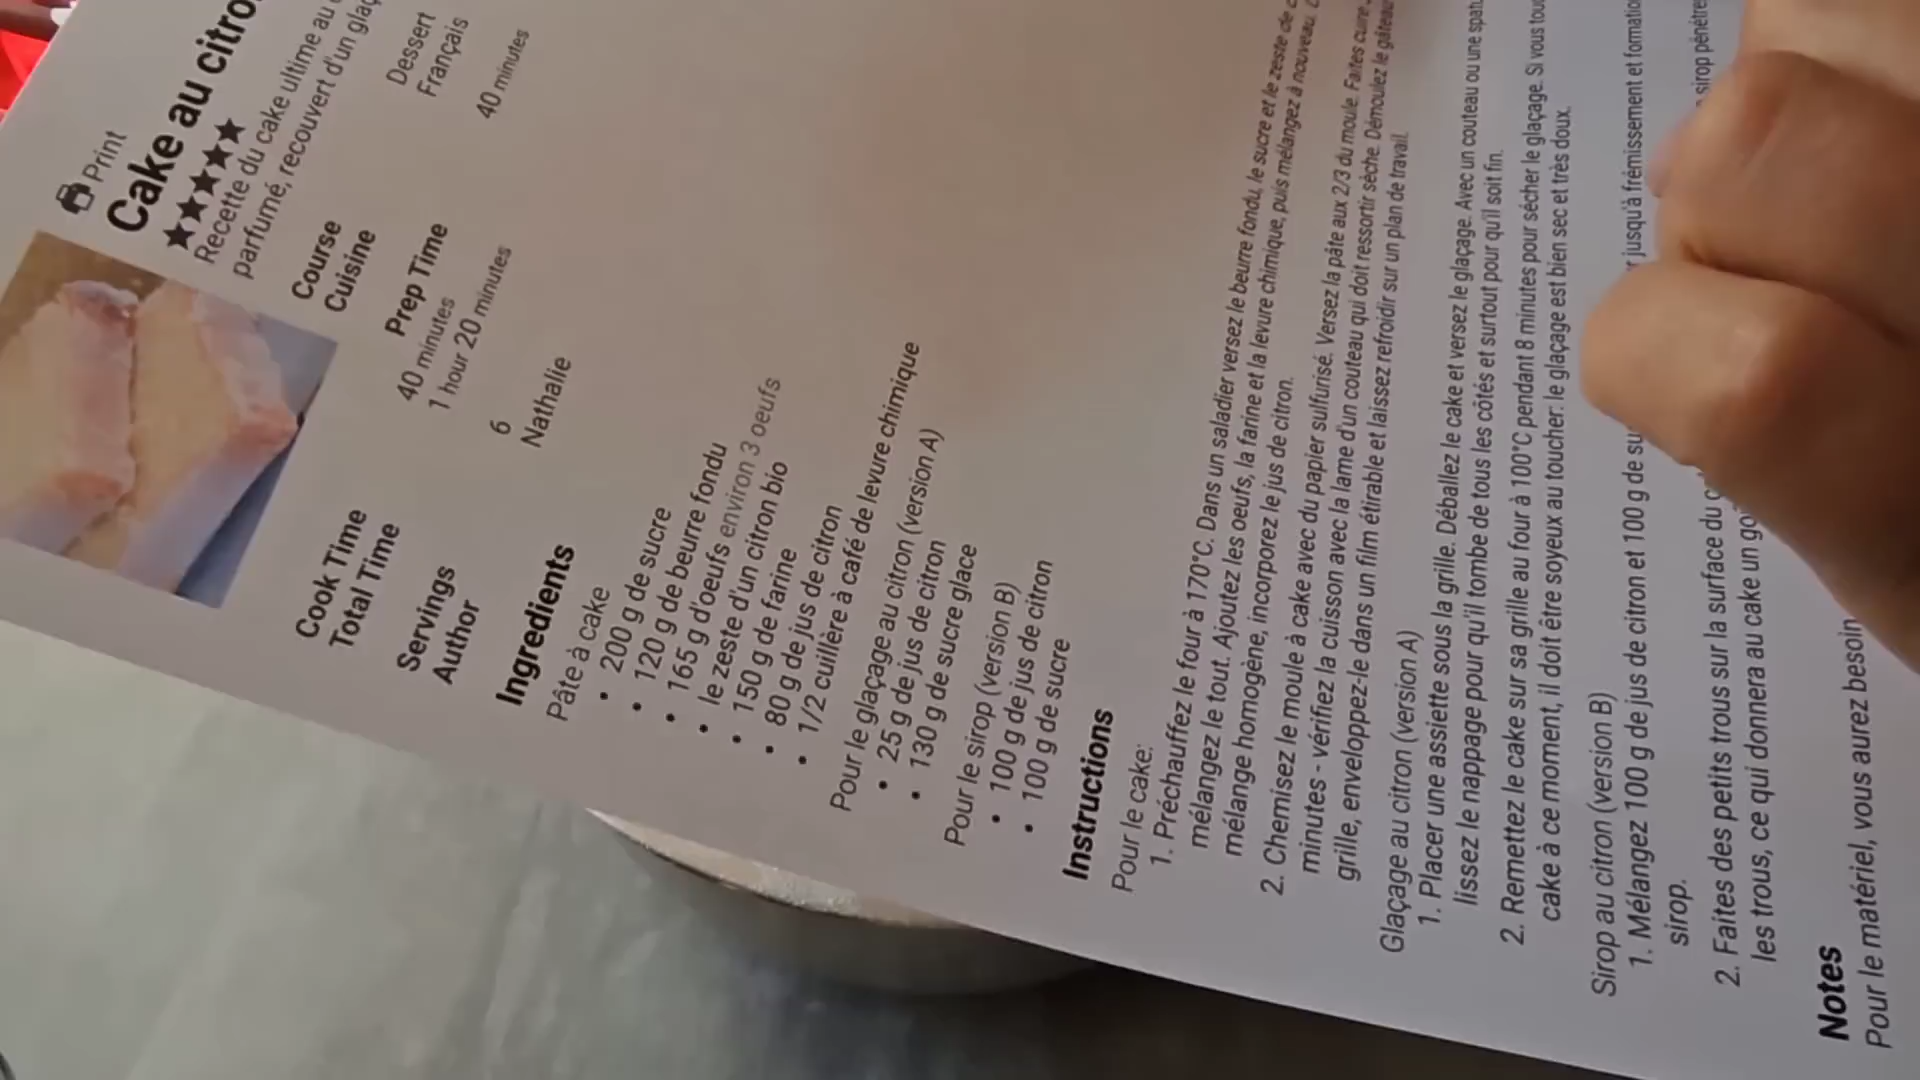 Print
Cake au citro
★★★★★
Recette du cake ultime au
parfumé, recouvert d'un glaç
Course Dessert
Cuisine Français
Prep Time 40 minutes
Cook Time 40 minutes
Total Time 1 hour 20 minutes
Servings 6
Author Nathalie
Ingredients
Pâte à cake
• 200 g de sucre
• 120 g de beurre fondu
• 165 g d'oeufs environ 3 oeufs
• le zeste d'un citron bio
• 150 g de farine
• 80 g de jus de citron
• 1/2 cuillère à café de levure chimique
Pour le glaçage au citron (version A)
• 25 g de jus de citron
• 130 g de sucre glace
Pour le sirop (version B)
• 100 g de jus de citron
• 100 g de sucre
Instructions
Pour le cake:
1. Préchauffez le four à 170°C. Dans un saladier versez le beurre fondu, le sucre et le zeste de
mélangez le tout. Ajoutez les oeufs, la farine et la levure chimique, puis mélangez à nouveau.
mélange homogène, incorporez le jus de citron.
2. Chemisez le moule à cake avec du papier sulfurisé. Versez la pâte aux 2/3 du moule. Faites cuire
minutes - vérifiez la cuisson avec la lame d'un couteau qui doit ressortir sèche. Démoulez le gâteau
grille, enveloppez-le dans un film étirable et laissez refroidir sur un plan de travail.
Glaçage au citron (version A)
1. Placer une assiette sous la grille. Déballez le cake et versez le glaçage. Avec un couteau ou une spat
lissez le nappage pour qu'il tombe de tous les côtés et surtout pour qu'il soit fin.
2. Remettez le cake sur sa grille au four à 100°C pendant 8 minutes pour sécher le glaçage. Si vous tou
cake à ce moment, il doit être soyeux au toucher: le glaçage est bien sec et très doux.
Sirop au citron (version B)
1. Mélangez 100 g de jus de citron et 100 g de su r jusqu'à frémissement et formatio
sirop.
2. Faites des petits trous sur la surface du sirop pénètre
les trous, ce qui donnera au cake un go
Notes
Pour le matériel, vous aurez besoin